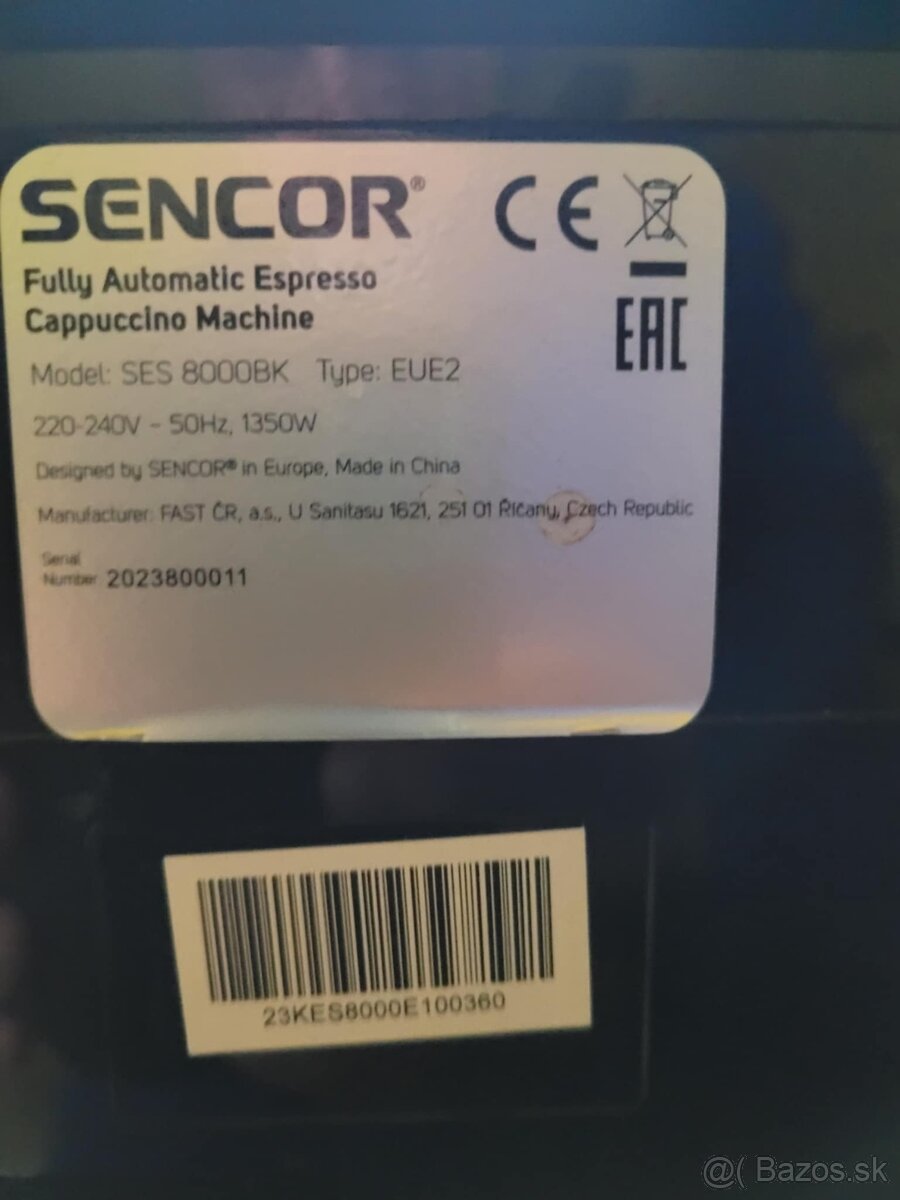 SENCOR®
CE
Fully Automatic Espresso
Cappuccino Machine
EAC
Model: SES 8000BK Type: EUE2
220-240V ~ 50Hz, 1350W
Designed by SENCOR® in Europe, Made in China
Manufacturer: FAST ČR, a.s., U Sanitasu 1621, 251 01 Říčany, Czech Republic
Serial
Number 2023800011
23KES8000E100360
@( Bazos.sk